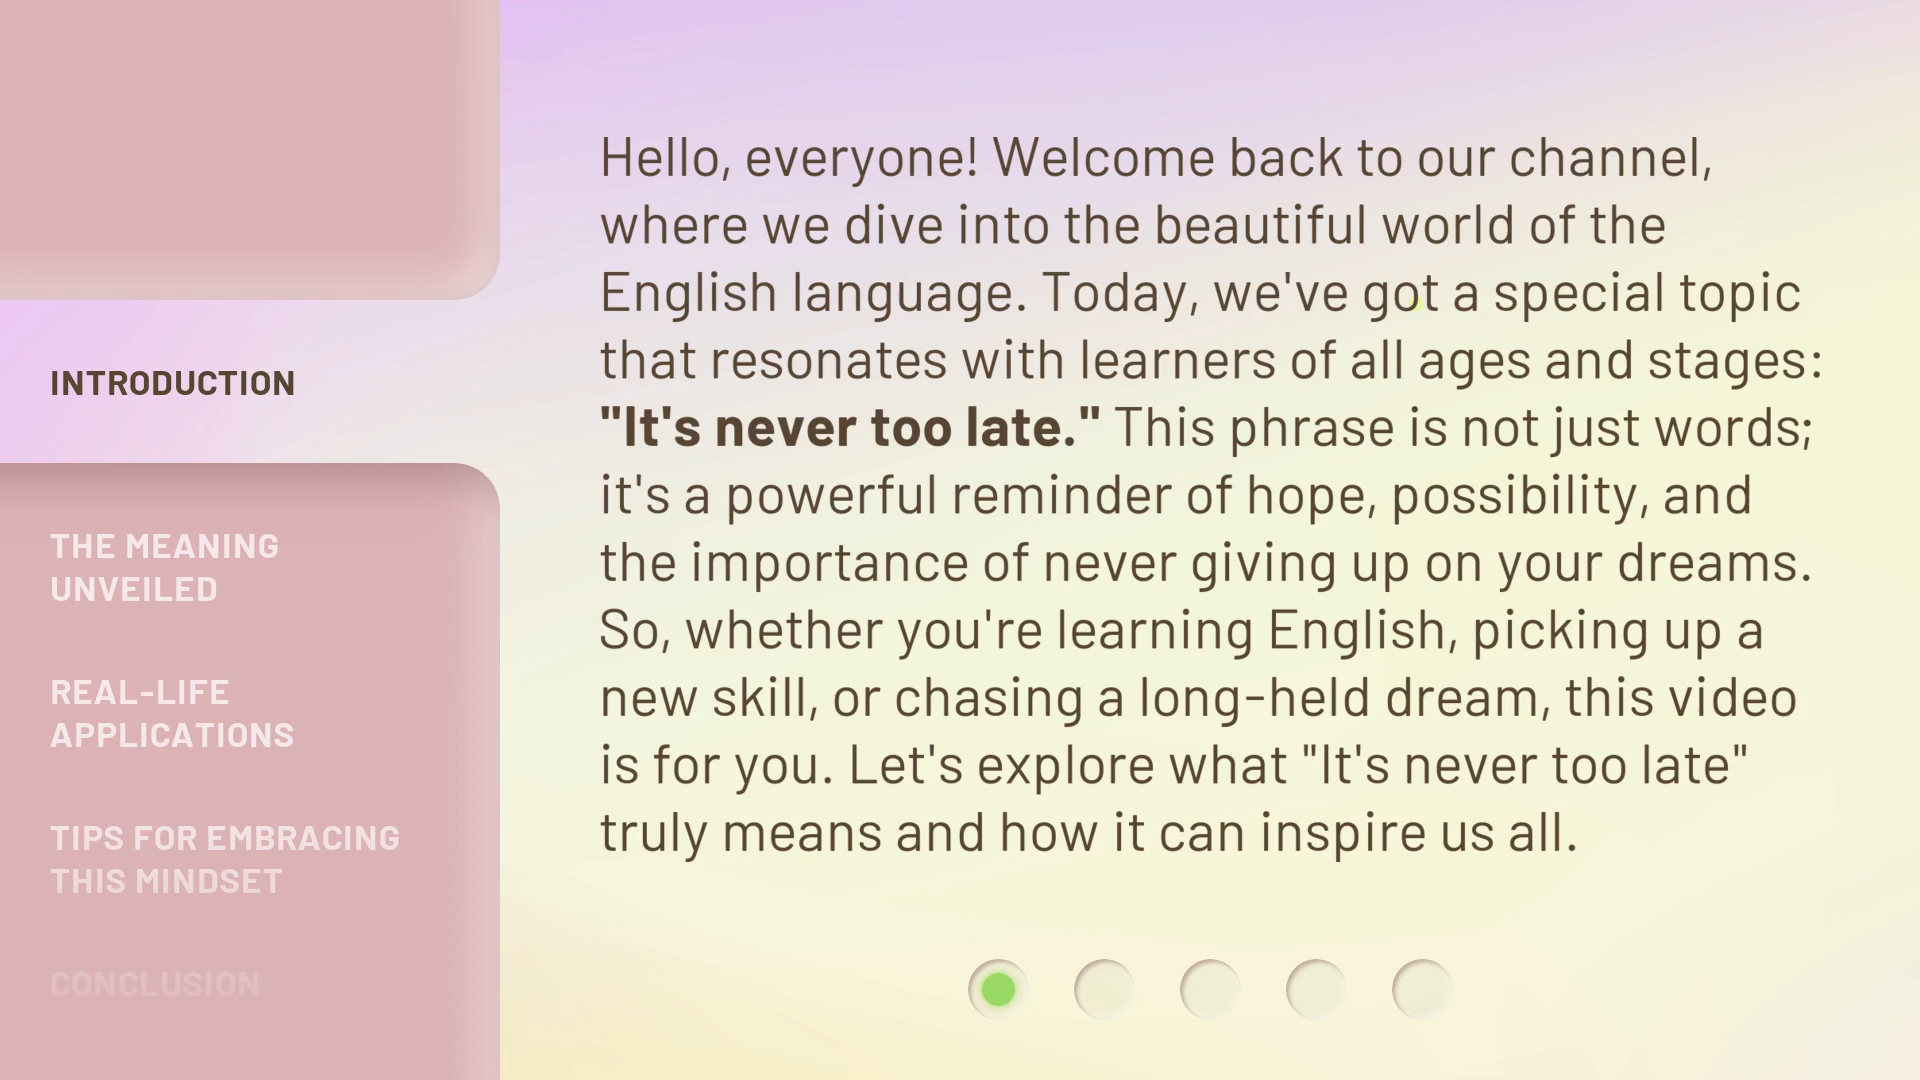 INTRODUCTION
THE MEANING
UNVEILED
REAL-LIFE
APPLICATIONS
TIPS FOR EMBRACING
THIS MINDSET
CONCLUSION
Hello, everyone! Welcome back to our channel,
where we dive into the beautiful world of the
English language. Today, we've got a special topic
that resonates with learners of all ages and stages:
"It's never too late." This phrase is not just words;
it's a powerful reminder of hope, possibility, and
the importance of never giving up on your dreams.
So, whether you're learning English, picking up a
new skill, or chasing a long-held dream, this video
is for you. Let's explore what "It's never too late"
truly means and how it can inspire us all.